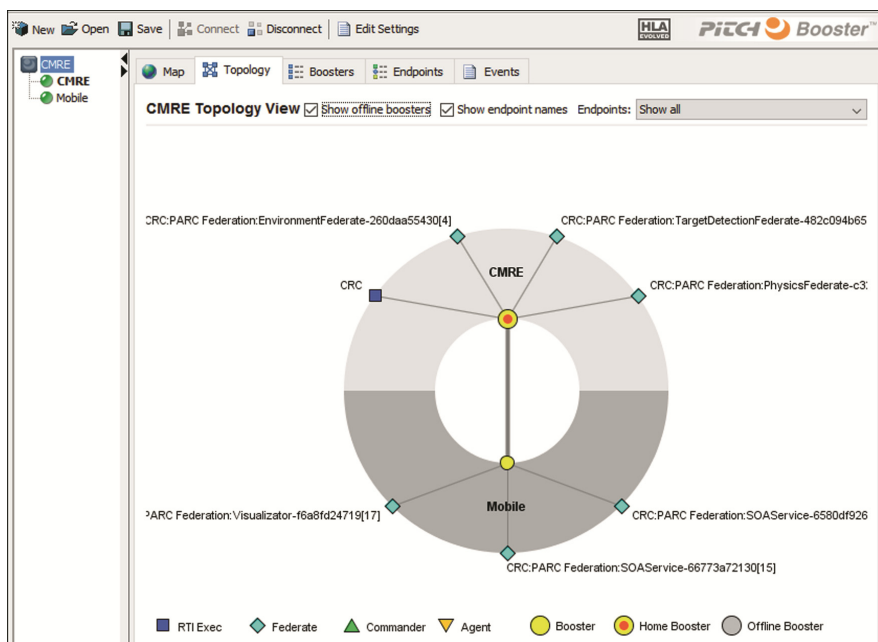 New Open Save Connect Disconnect Edit Settings HLA EVOLVED PITCH Booster™
CMRE
CMRE
Mobile
Map Topology Boosters Endpoints Events
CMRE Topology View Show offline boosters Show endpoint names Endpoints: Show all
CRC:PARC Federation:EnvironmentFederate-260daa55430[4] CRC:PARC Federation:TargetDetectionFederate-482c094b65
CMRE
CRC CRC:PARC Federation:PhysicsFederate-c3
Mobile
PARC Federation:Visualizator-f6a8fd24719[17] CRC:PARC Federation:SOAService-6580df926
CRC:PARC Federation:SOAService-66773a72130[15]
RTI Exec Federate Commander Agent Booster Home Booster Offline Booster